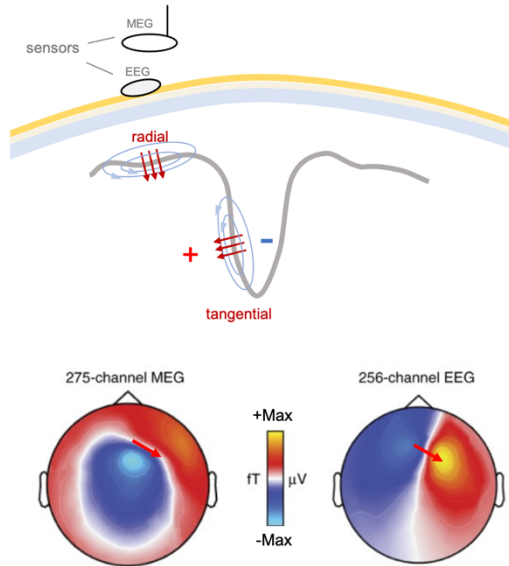 MEG
sensors
EEG
radial
+
-
tangential
275-channel MEG
256-channel EEG
+Max
fT
µV
-Max